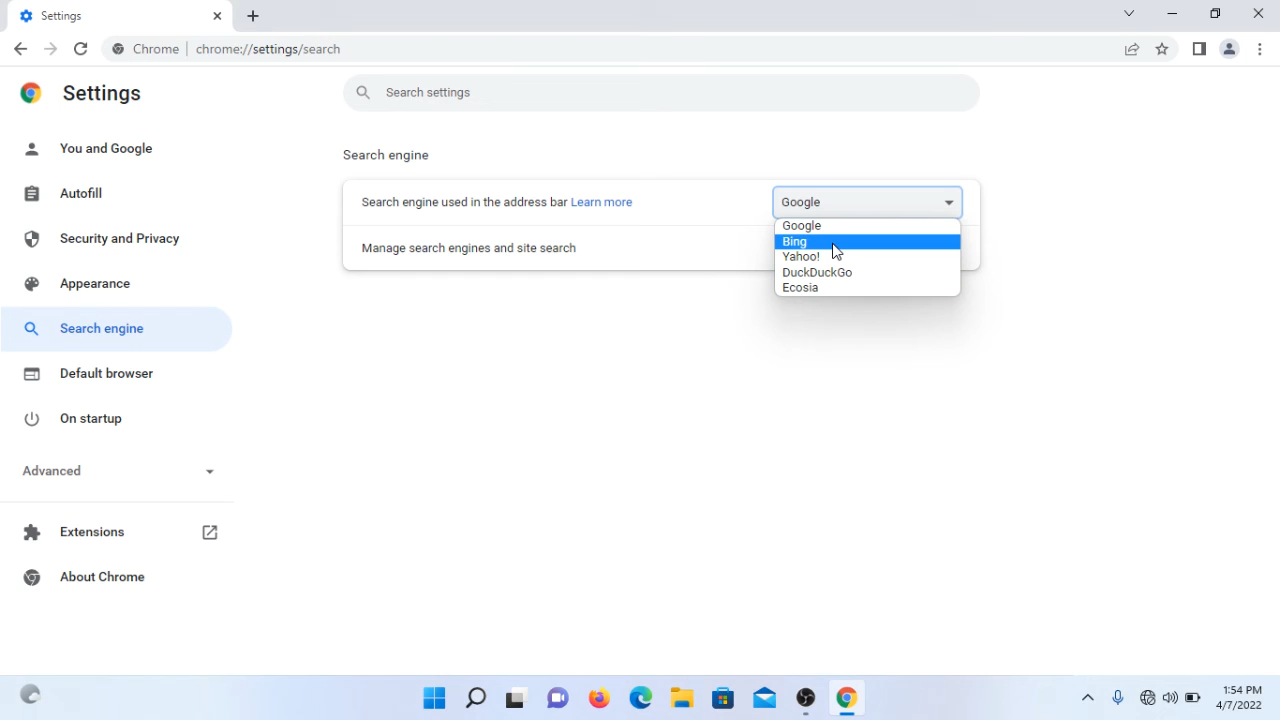 Settings
Chrome chrome://settings/search
Settings
Search settings
You and Google
Autofill
Security and Privacy
Appearance
Search engine
Default browser
On startup
Advanced
Extensions
About Chrome
Search engine
Search engine used in the address bar Learn more
Google
Manage search engines and site search
Google
Bing
Yahoo!
DuckDuckGo
Ecosia
1:54 PM
4/7/2022